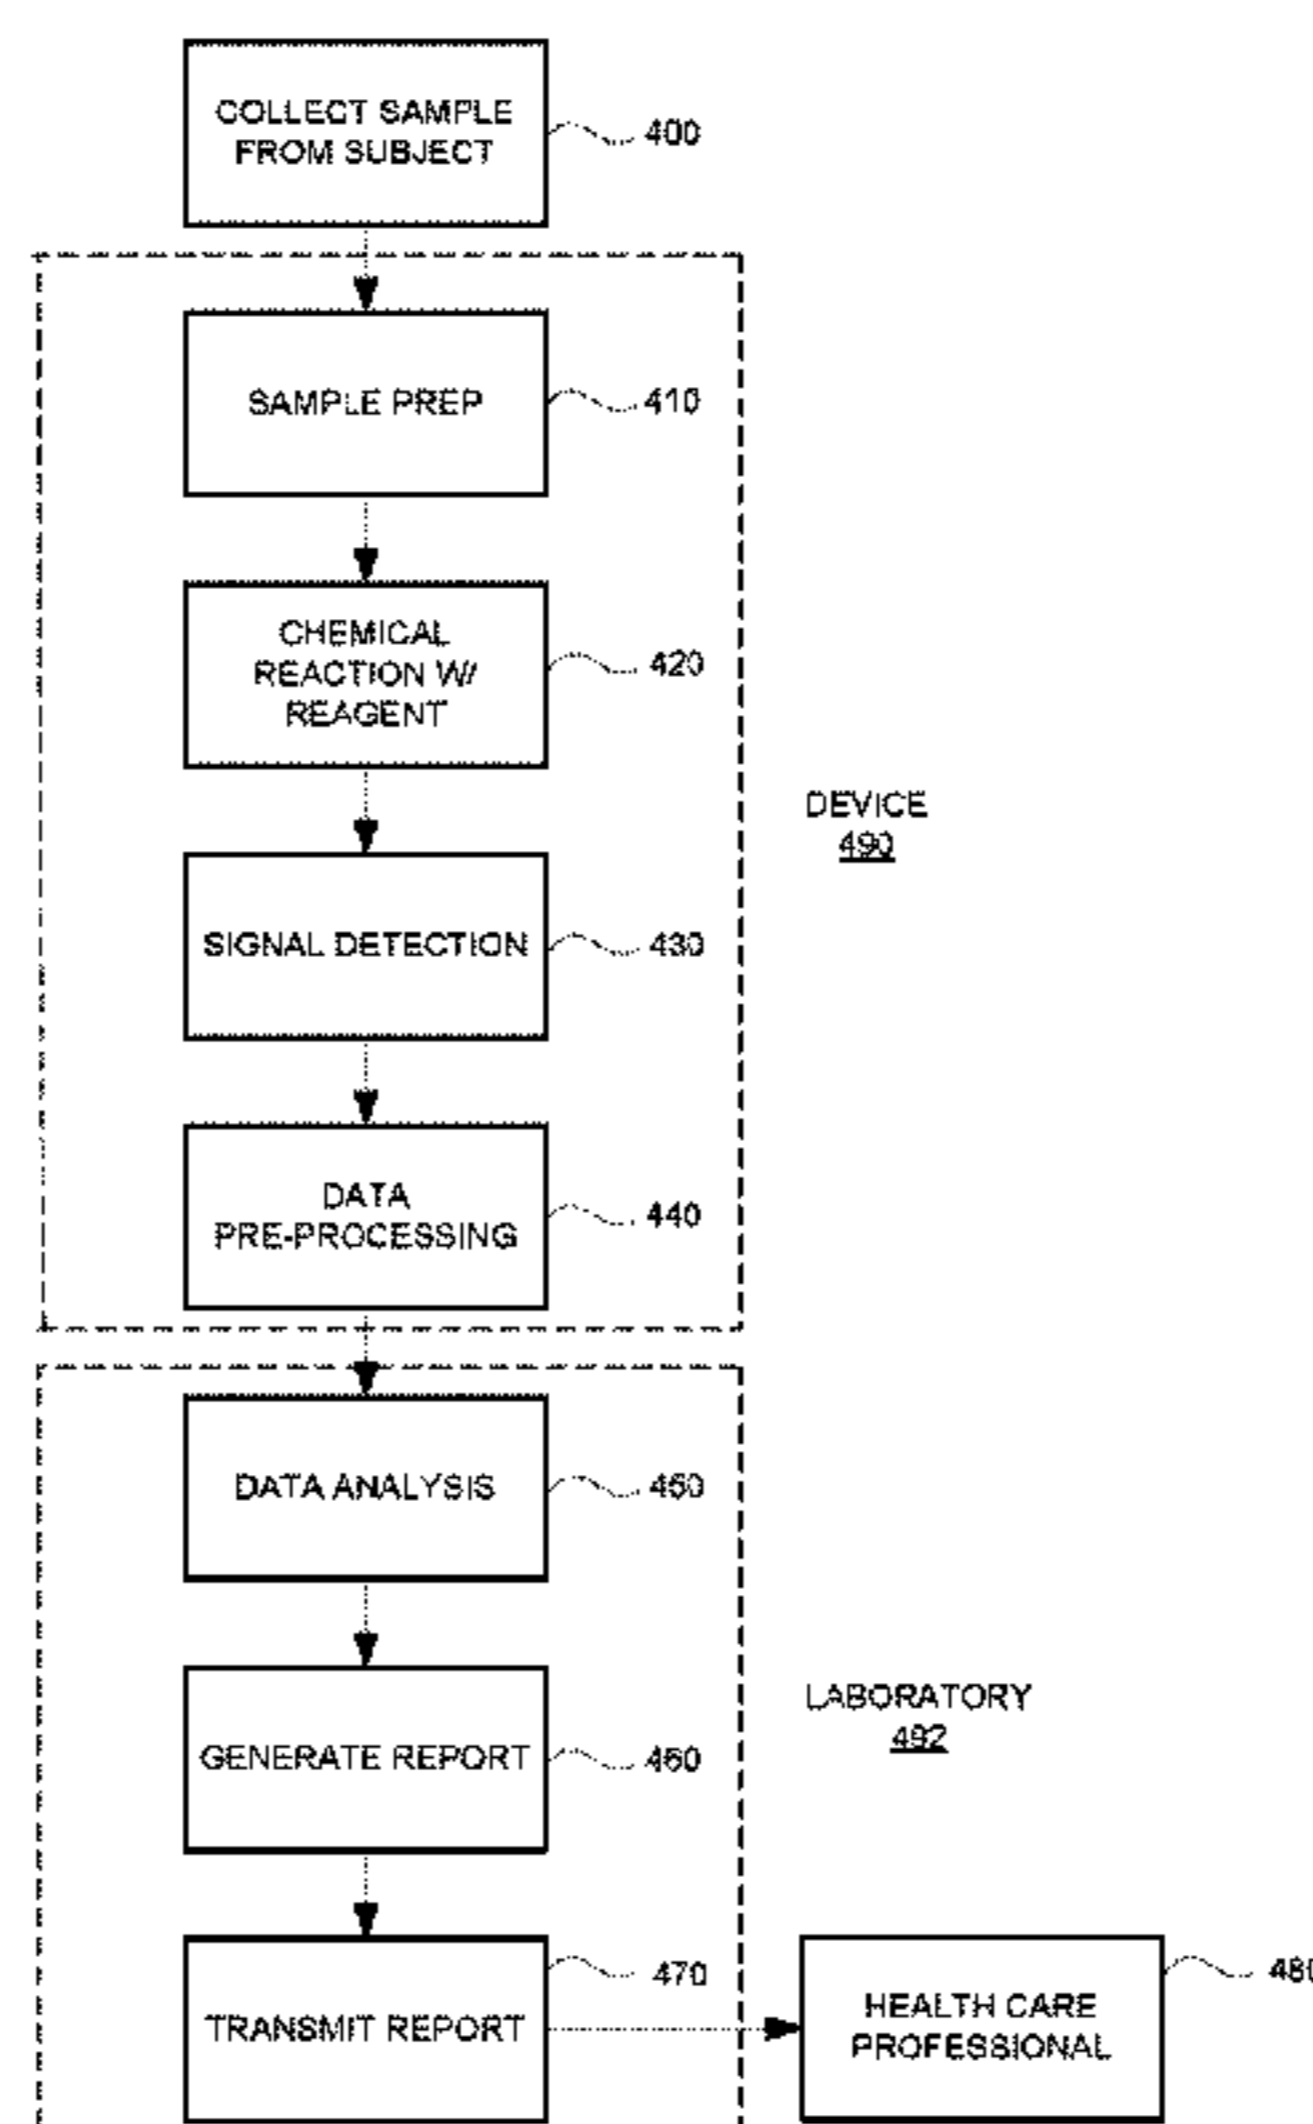 COLLECT SAMPLE
FROM SUBJECT
400
SAMPLE PREP
410
CHEMICAL
REACTION W/
REAGENT
420
DEVICE
490
SIGNAL DETECTION
430
DATA
PRE-PROCESSING
440
DATA ANALYSIS
450
LABORATORY
492
GENERATE REPORT
460
TRANSMIT REPORT
470
HEALTH CARE
PROFESSIONAL
480